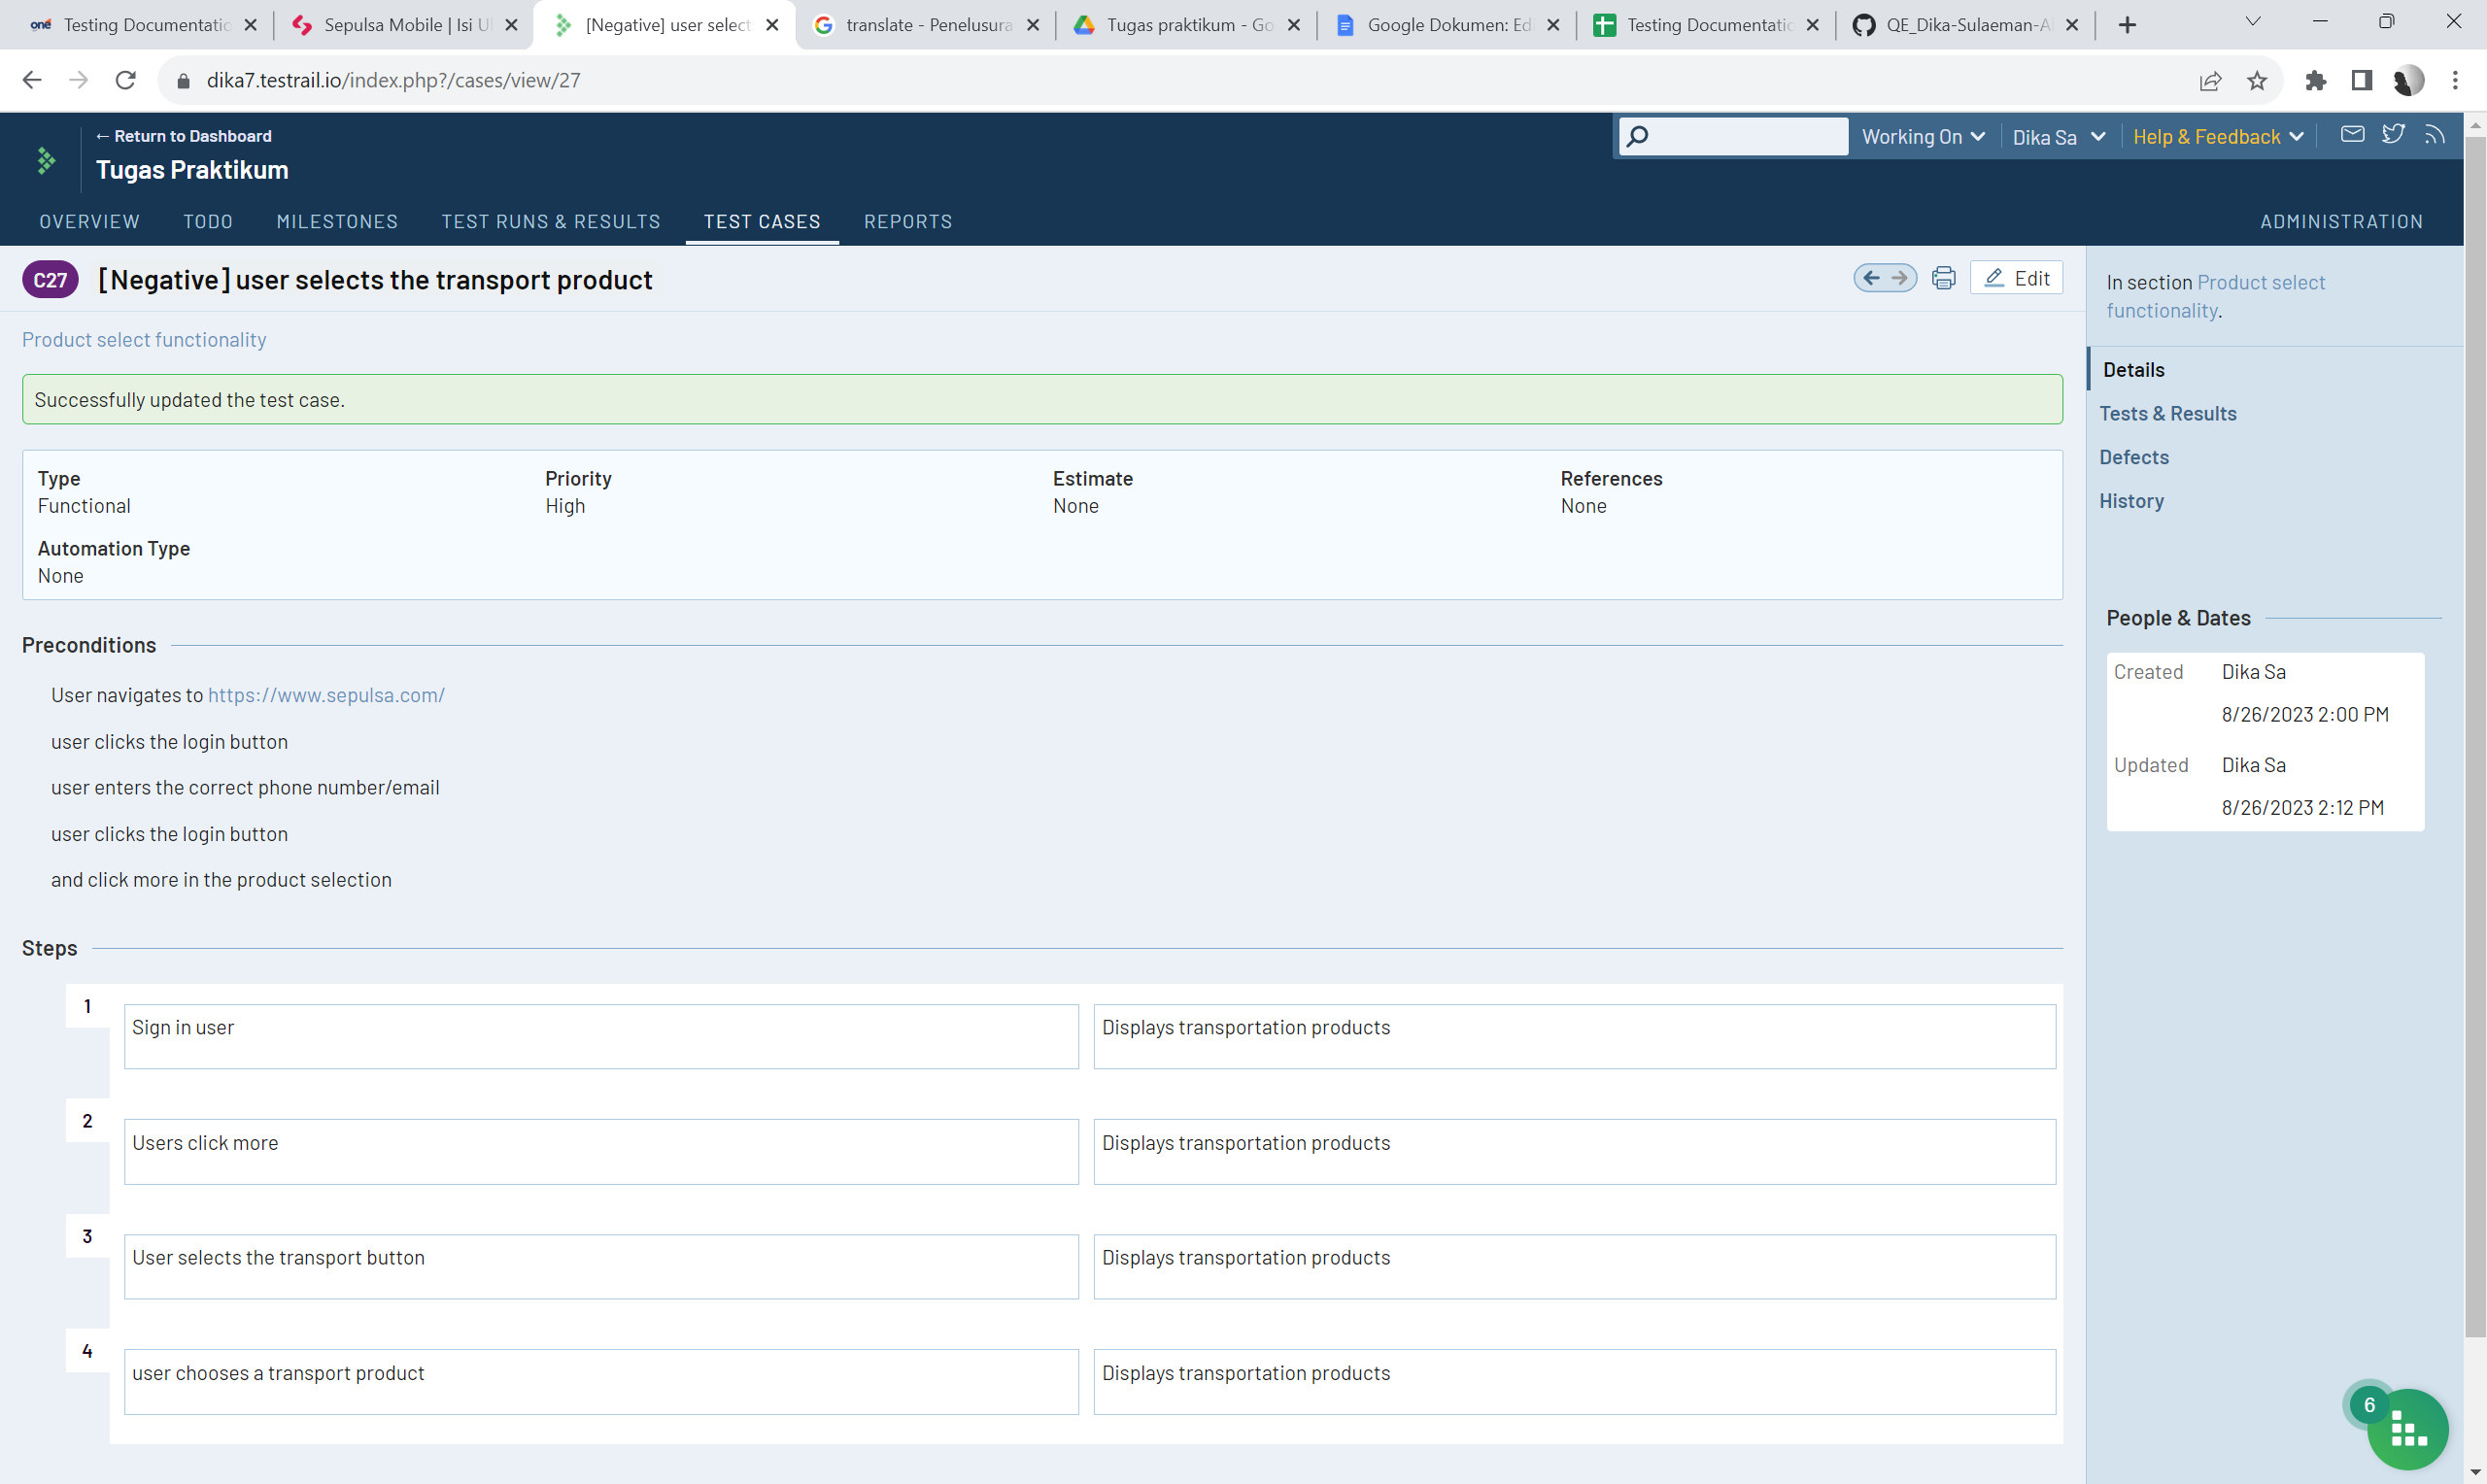 one Testing Documentatio
Sepulsa Mobile | Isi Ul
[Negative] user select
translate - Penelusura
Tugas praktikum - Go
Google Dokumen: Edi
Testing Documentatio
QE_Dika-Sulaeman-A
dika7.testrail.io/index.php?/cases/view/27
← Return to Dashboard
Tugas Praktikum
Working On
Dika Sa
Help & Feedback
OVERVIEW
TODO
MILESTONES
TEST RUNS & RESULTS
TEST CASES
REPORTS
ADMINISTRATION
C27
[Negative] user selects the transport product
Edit
Product select functionality
Successfully updated the test case.
Type
Functional
Priority
High
Estimate
None
References
None
Automation Type
None
Preconditions
User navigates to https://www.sepulsa.com/
user clicks the login button
user enters the correct phone number/email
user clicks the login button
and click more in the product selection
Steps
1
Sign in user
Displays transportation products
2
Users click more
Displays transportation products
3
User selects the transport button
Displays transportation products
4
user chooses a transport product
Displays transportation products
In section Product select
functionality.
Details
Tests & Results
Defects
History
People & Dates
Created
Dika Sa
8/26/2023 2:00 PM
Updated
Dika Sa
8/26/2023 2:12 PM
6